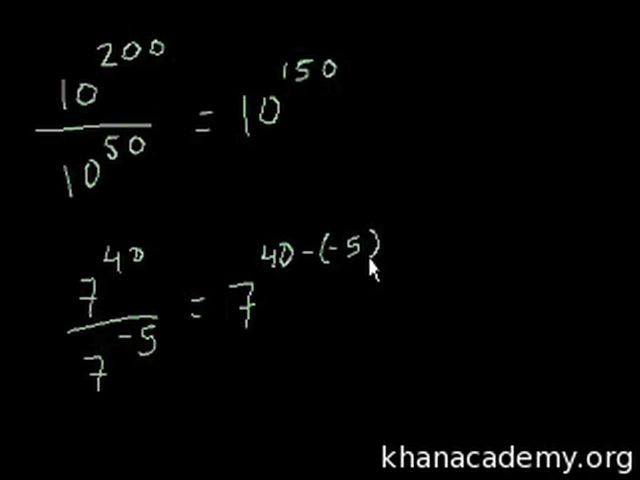 10^200 / 10^50 = 10^150
7^40 / 7^-5 = 7^40-(-5)
khanacademy.org